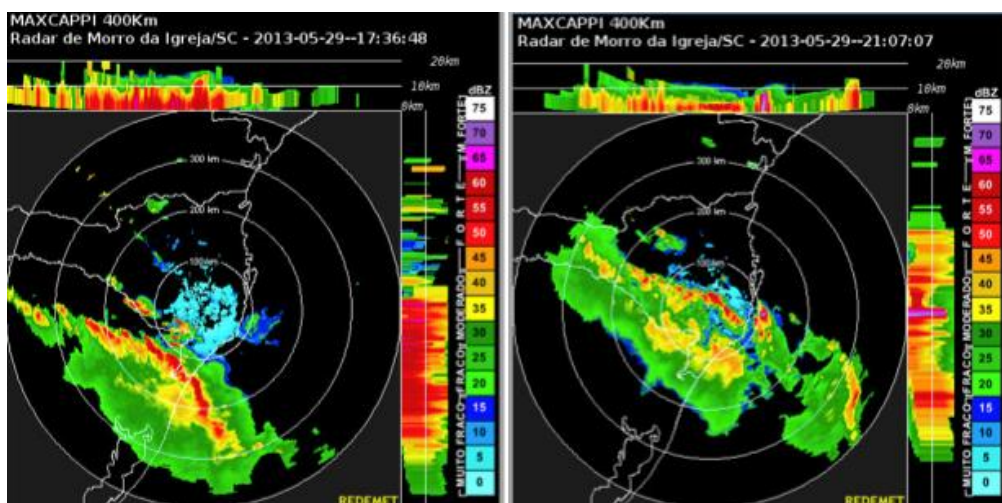 MAXCAPPI 400Km
Radar de Morro da Igreja/SC - 2013-05-29--17:36:48
20km
10km
0km
dBZ
75
70
65
60
55
50
45
40
35
30
25
20
15
10
5
0
MUITO FRACO
FRACO
MODERADO
FORTE
M.FORTE
300 km
200 km
100 km
REDEMET
MAXCAPPI 400Km
Radar de Morro da Igreja/SC - 2013-05-29--21:07:07
20km
10km
0km
dBZ
75
70
65
60
55
50
45
40
35
30
25
20
15
10
5
0
MUITO FRACO
FRACO
MODERADO
FORTE
M.FORTE
300 km
200 km
100 km
REDEMET